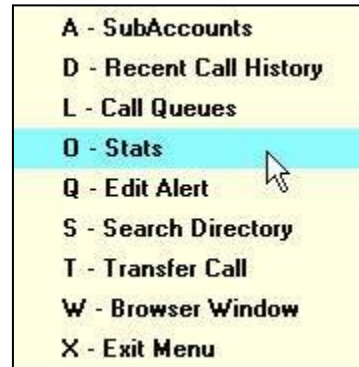 A - SubAccounts
D - Recent Call History
L - Call Queues
O - Stats
Q - Edit Alert
S - Search Directory
T - Transfer Call
W - Browser Window
X - Exit Menu